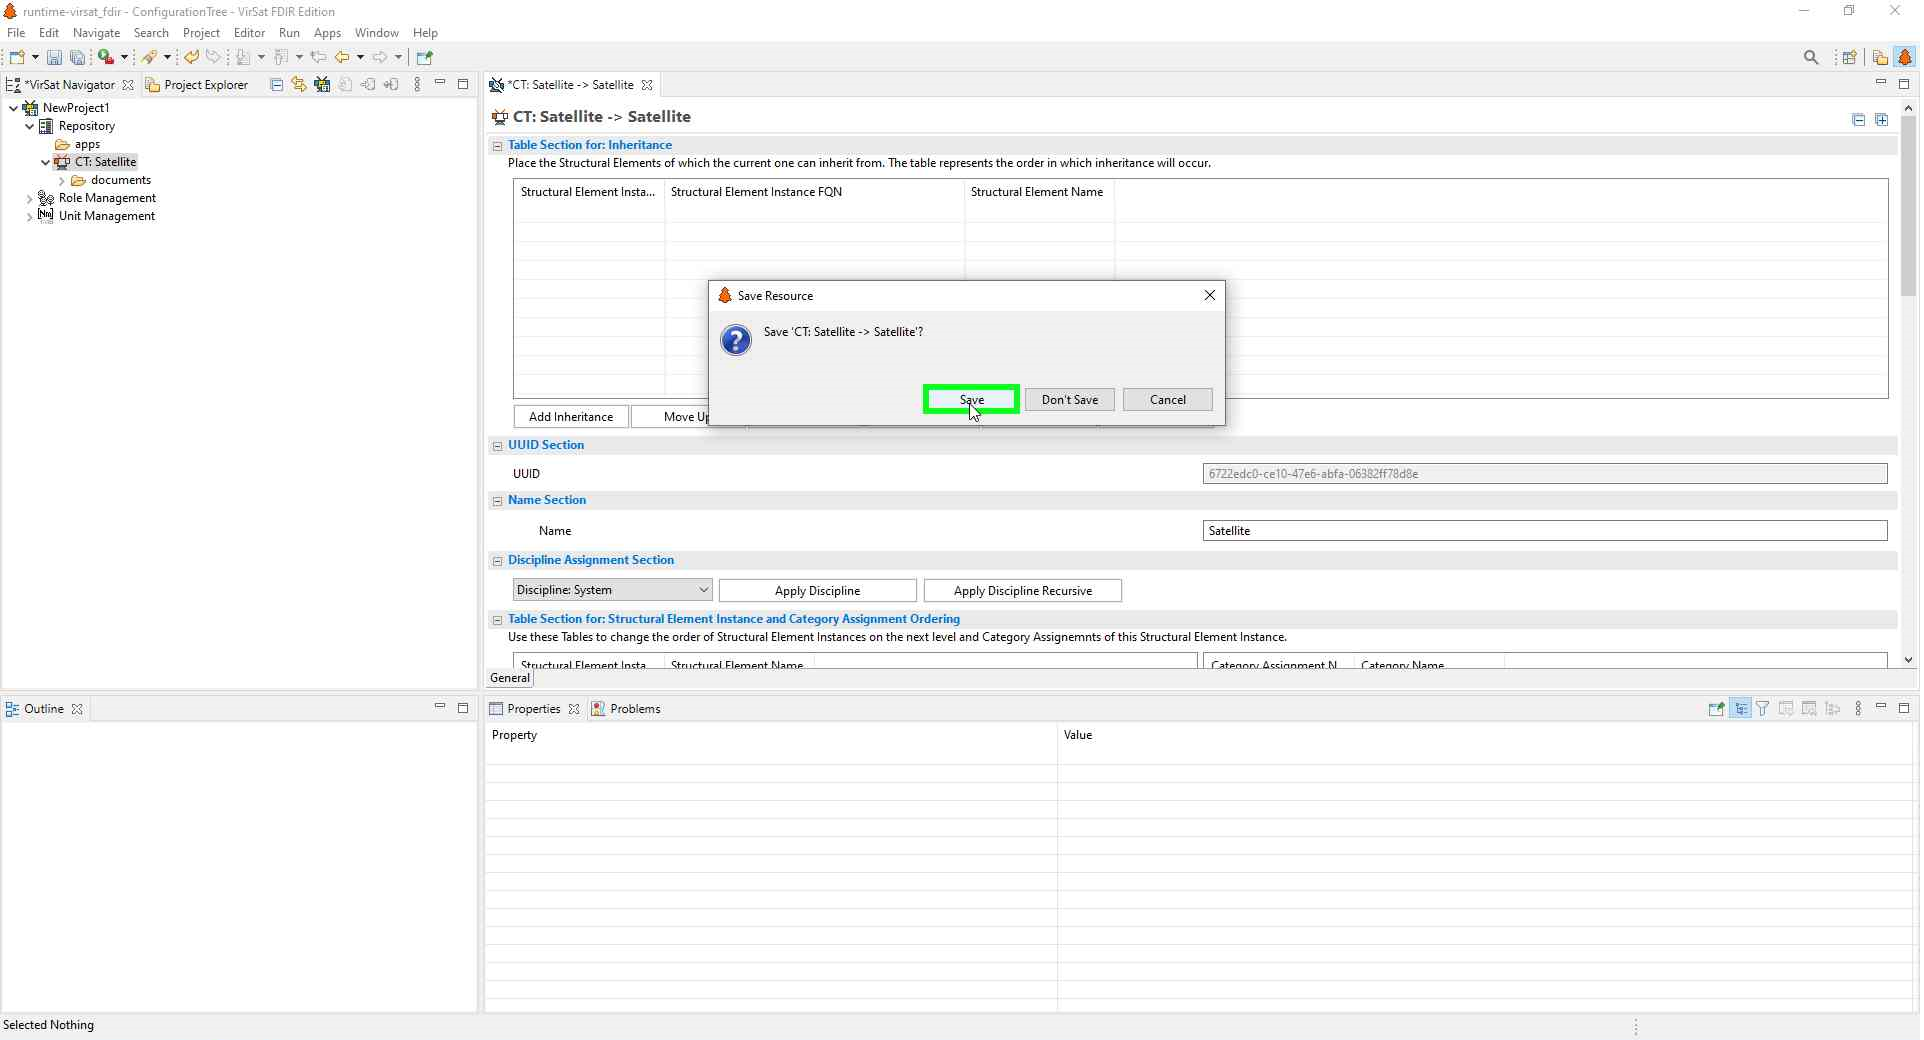 runtime-virsat_fdir - ConfigurationTree - VirSat FDIR Edition
File Edit Navigate Search Project Editor Run Apps Window Help
*VirSat Navigator Project Explorer
NewProject1
Repository
apps
CT: Satellite
documents
Role Management
Unit Management
*CT: Satellite -> Satellite
CT: Satellite -> Satellite
Table Section for: Inheritance
Place the Structural Elements of which the current one can inherit from. The table represents the order in which inheritance will occur.
Structural Element Insta... Structural Element Instance FQN Structural Element Name
Save Resource
Save 'CT: Satellite -> Satellite'?
Save Don't Save Cancel
Add Inheritance Move Up
UUID Section
UUID 6722edc0-ce10-47e6-abfa-06382ff78d8e
Name Section
Name Satellite
Discipline Assignment Section
Discipline: System Apply Discipline Apply Discipline Recursive
Table Section for: Structural Element Instance and Category Assignment Ordering
Use these Tables to change the order of Structural Element Instances on the next level and Category Assignemnts of this Structural Element Instance.
Structural Element Insta... Structural Element Name Category Assignment N... Category Name
General
Outline
Properties Problems
Property Value
Selected Nothing